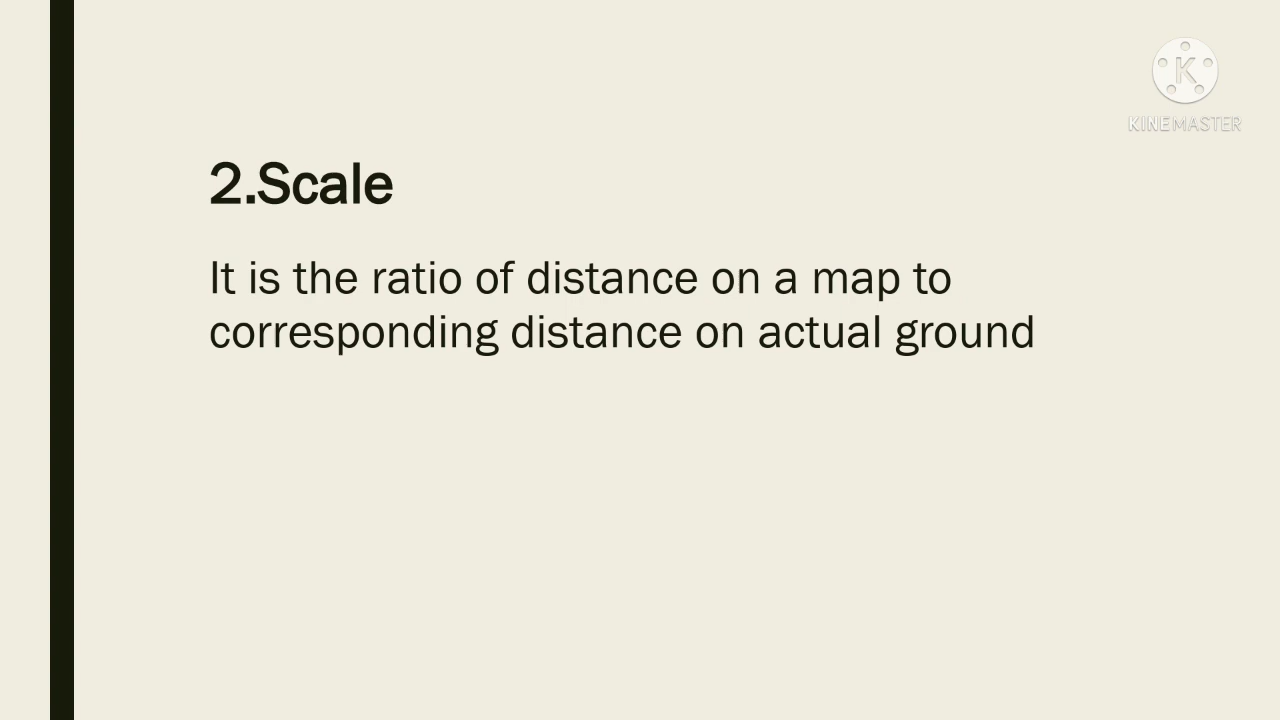 K
KINEMASTER
2.Scale
It is the ratio of distance on a map to
corresponding distance on actual ground